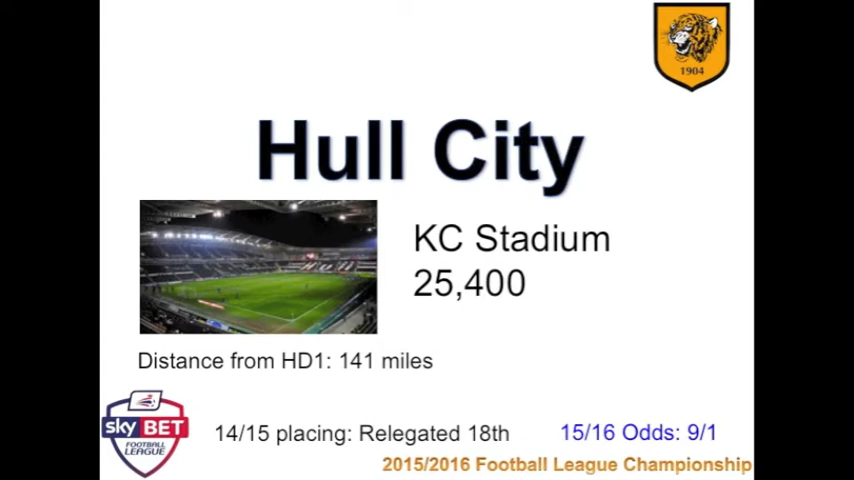 1904
Hull City
Hull
KC Stadium
25,400
Distance from HD1: 141 miles
sky BET
FOOTBALL
LEAGUE
14/15 placing: Relegated 18th
15/16 Odds: 9/1
2015/2016 Football League Championship